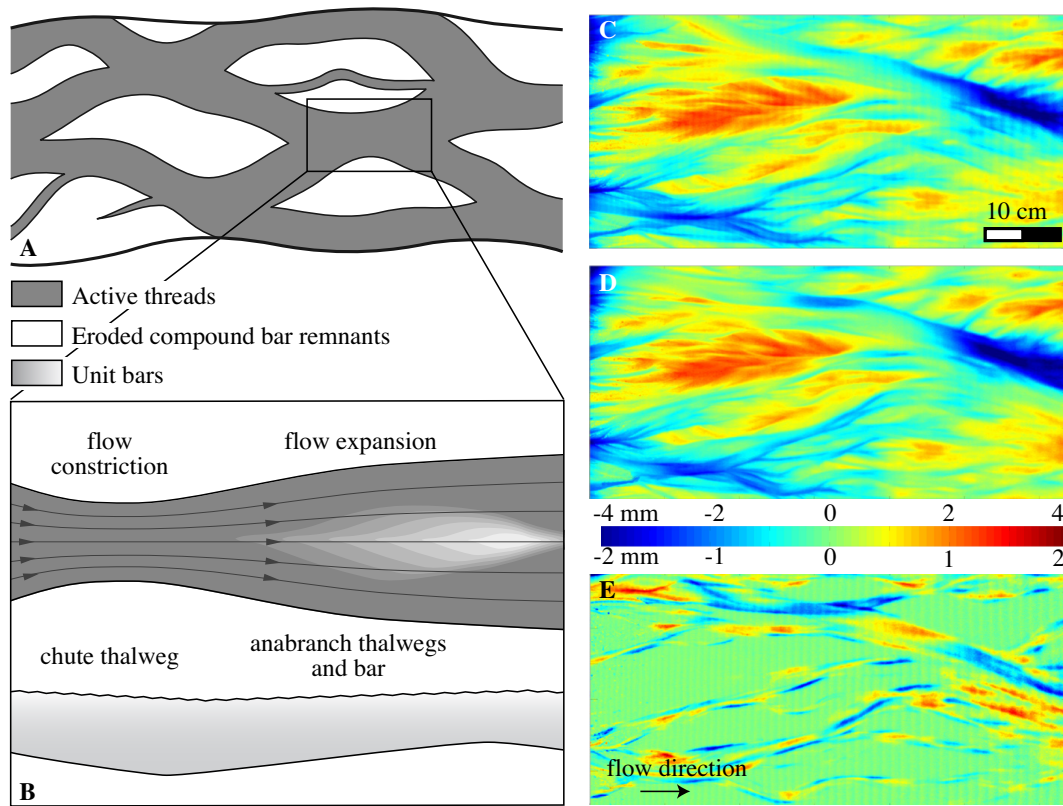 A
Active threads
Eroded compound bar remnants
Unit bars
flow
constriction
flow expansion
chute thalweg
anabranch thalwegs
and bar
B
C
10 cm
D
-4 mm -2 0 2 4
-2 mm -1 0 1 2
E
flow direction